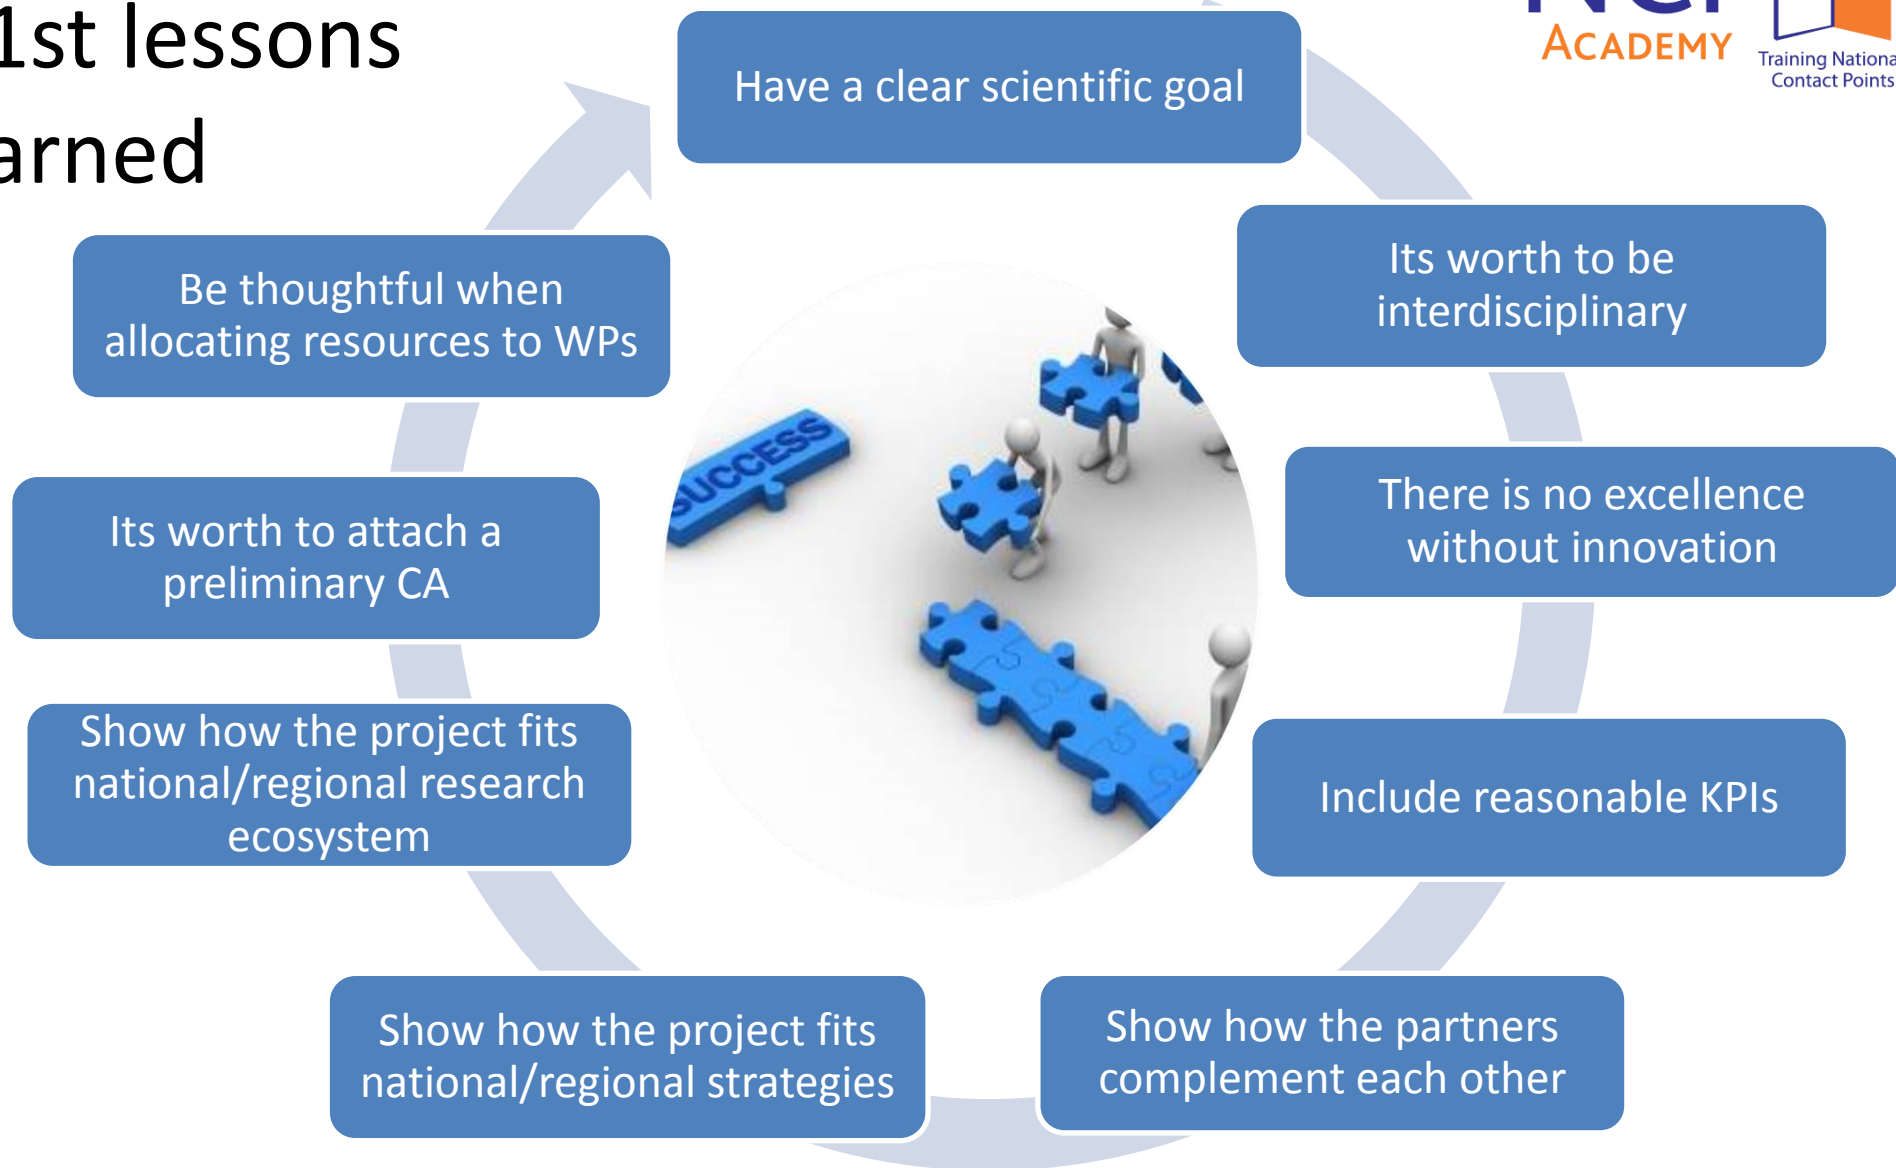 1st lessons
arned
NCP
ACADEMY
Training National
Contact Points
Have a clear scientific goal
Its worth to be
interdisciplinary
There is no excellence
without innovation
Include reasonable KPIs
Show how the partners
complement each other
Show how the project fits
national/regional strategies
Show how the project fits
national/regional research
ecosystem
Its worth to attach a
preliminary CA
Be thoughtful when
allocating resources to WPs
SUCCESS